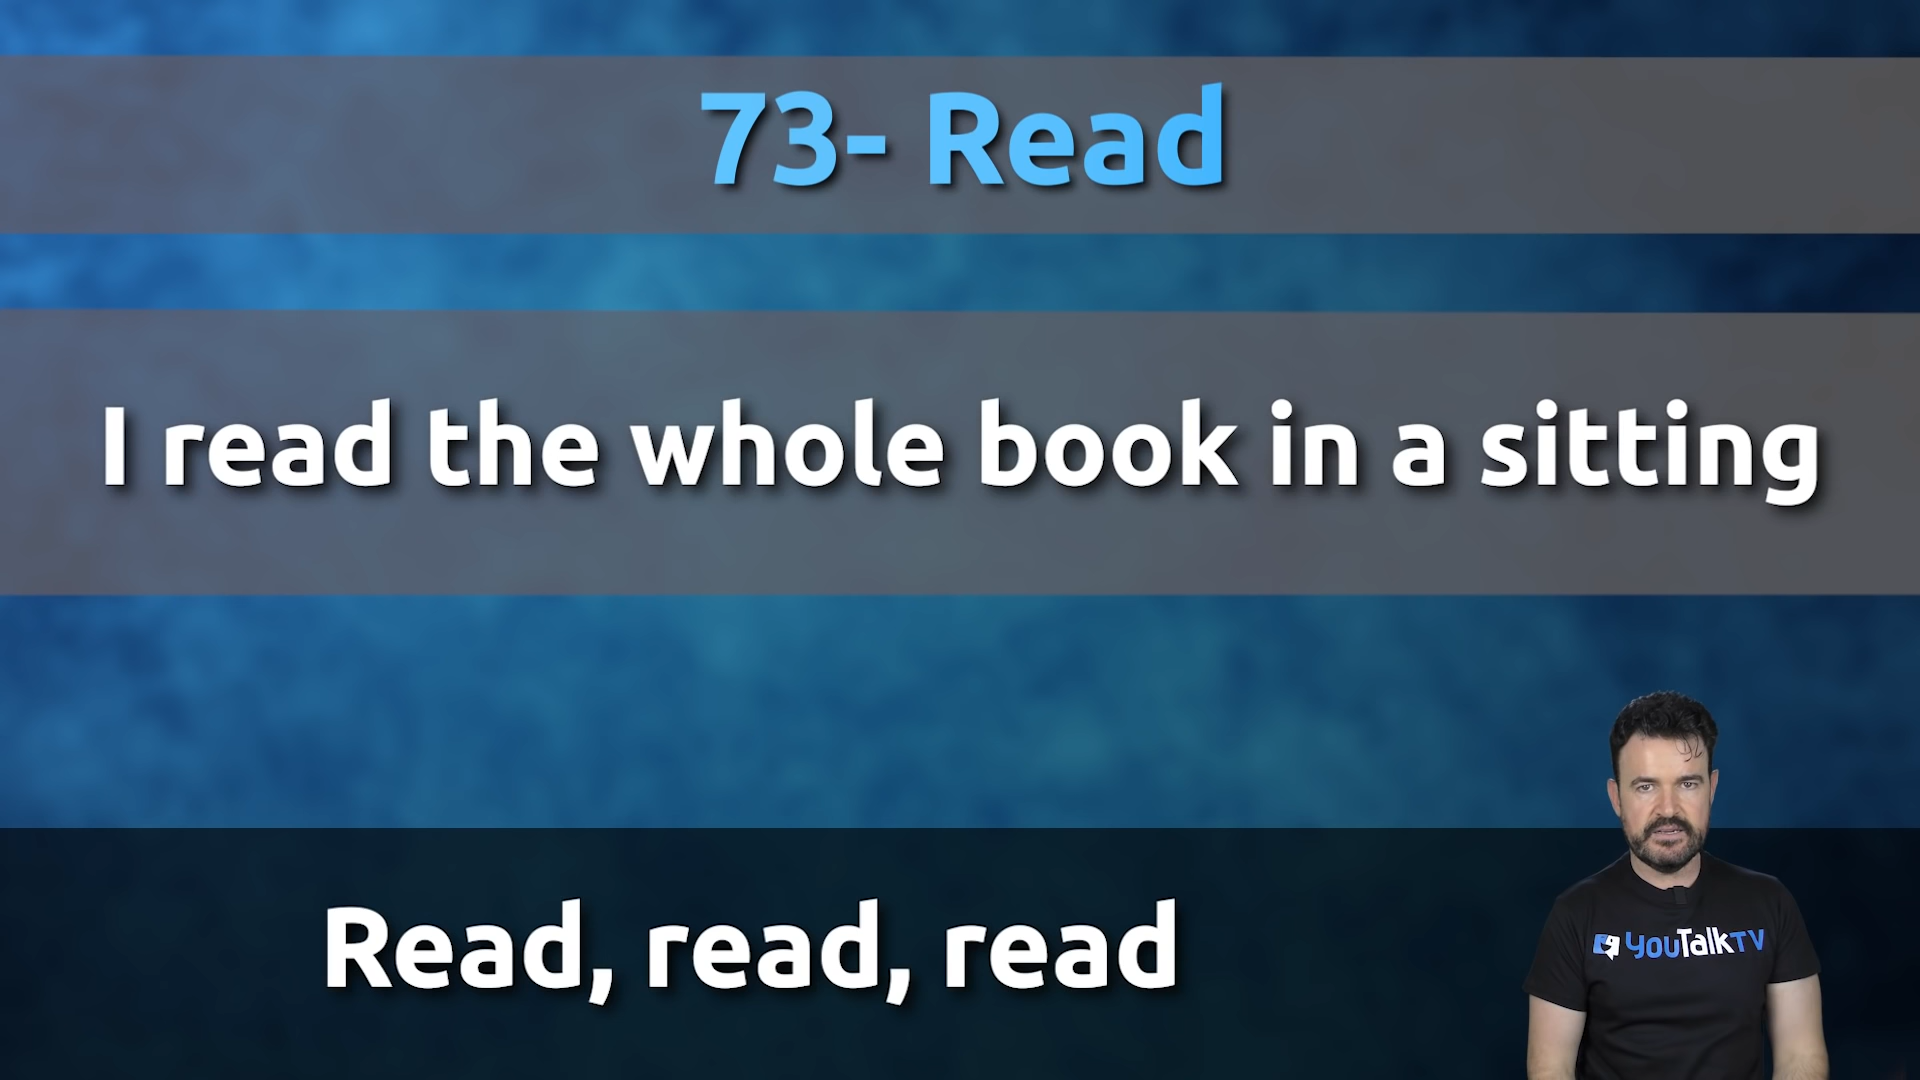 73- Read
I read the whole book in a sitting
Read, read, read
YouTalkTV